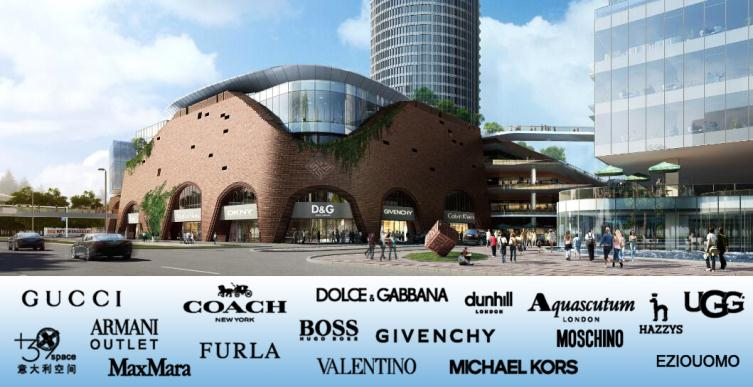 DKNY
D&G
GIVENCHY
Calvin Klein
GUCCI
COACH
NEW YORK
DOLCE & GABBANA
dunhill
LONDON
Aquascutum
LONDON
h
HAZZYS
UGG
+39 space
意大利空间
ARMANI
OUTLET
MaxMara
FURLA
BOSS
HUGO BOSS
GIVENCHY
VALENTINO
MOSCHINO
MICHAEL KORS
EZIOUOMO